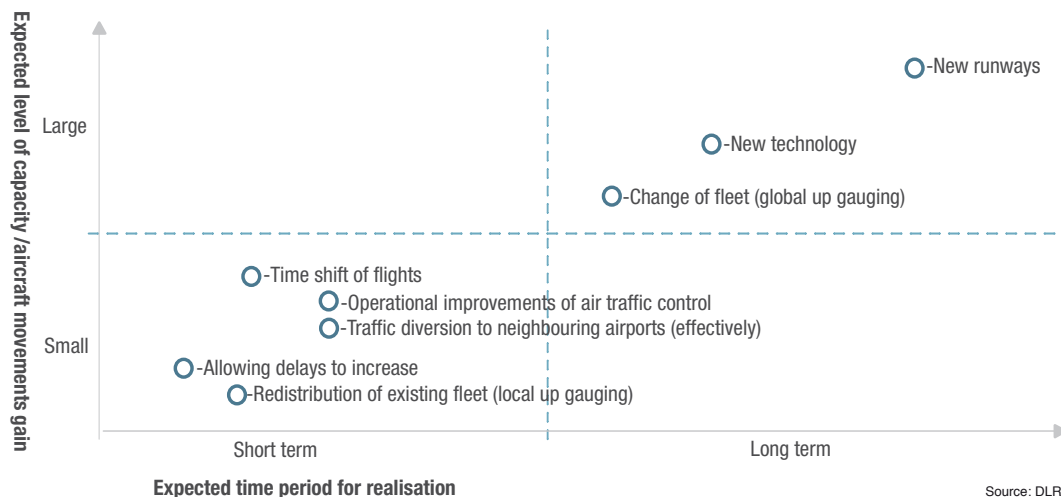 Expected level of capacity /aircraft movements gain
Large
Small
-New runways
-New technology
-Change of fleet (global up gauging)
-Time shift of flights
-Operational improvements of air traffic control
-Traffic diversion to neighbouring airports (effectively)
-Allowing delays to increase
-Redistribution of existing fleet (local up gauging)
Short term
Long term
Expected time period for realisation
Source: DLR